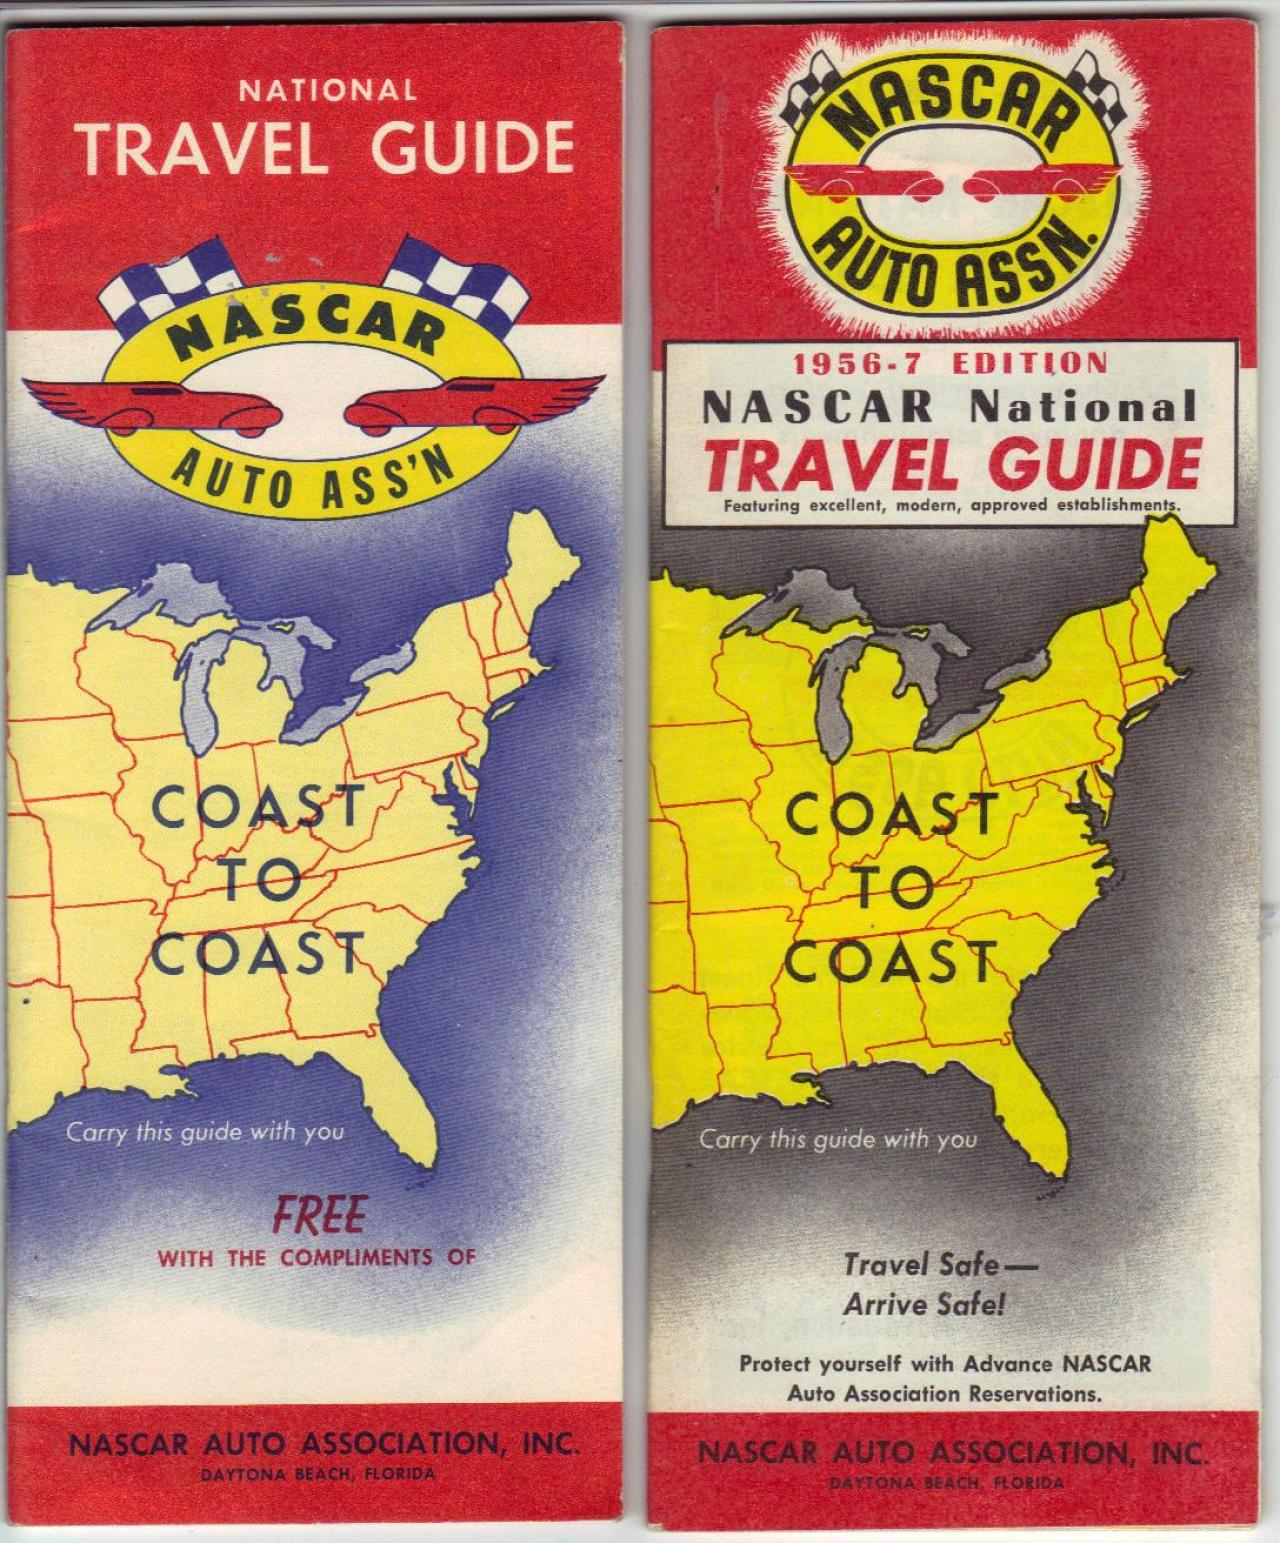 NATIONAL
TRAVEL GUIDE
NASCAR
AUTO ASS'N
COAST
TO
COAST
Carry this guide with you
FREE
WITH THE COMPLIMENTS OF
NASCAR AUTO ASSOCIATION, INC.
DAYTONA BEACH, FLORIDA
NASCAR
AUTO ASSN.
1956-7 EDITION
NASCAR National
TRAVEL GUIDE
Featuring excellent, modern, approved establishments.
COAST
TO
COAST
Carry this guide with you
Travel Safe—
Arrive Safe!
Protect yourself with Advance NASCAR
Auto Association Reservations.
NASCAR AUTO ASSOCIATION, INC.
DAYTONA BEACH, FLORIDA